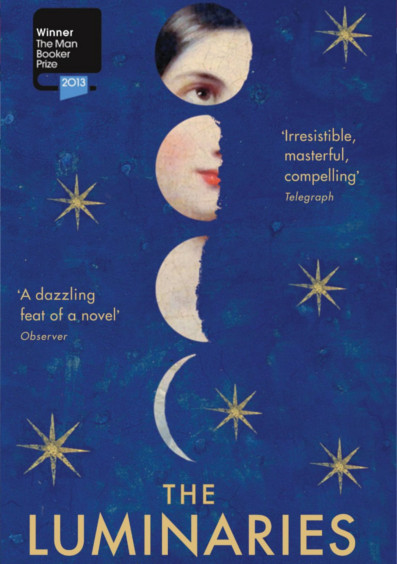 Winner
The Man
Booker
Prize
2013
‘Irresistible,
masterful,
compelling’
Telegraph
‘A dazzling
feat of a novel’
Observer
THE
LUMINARIES